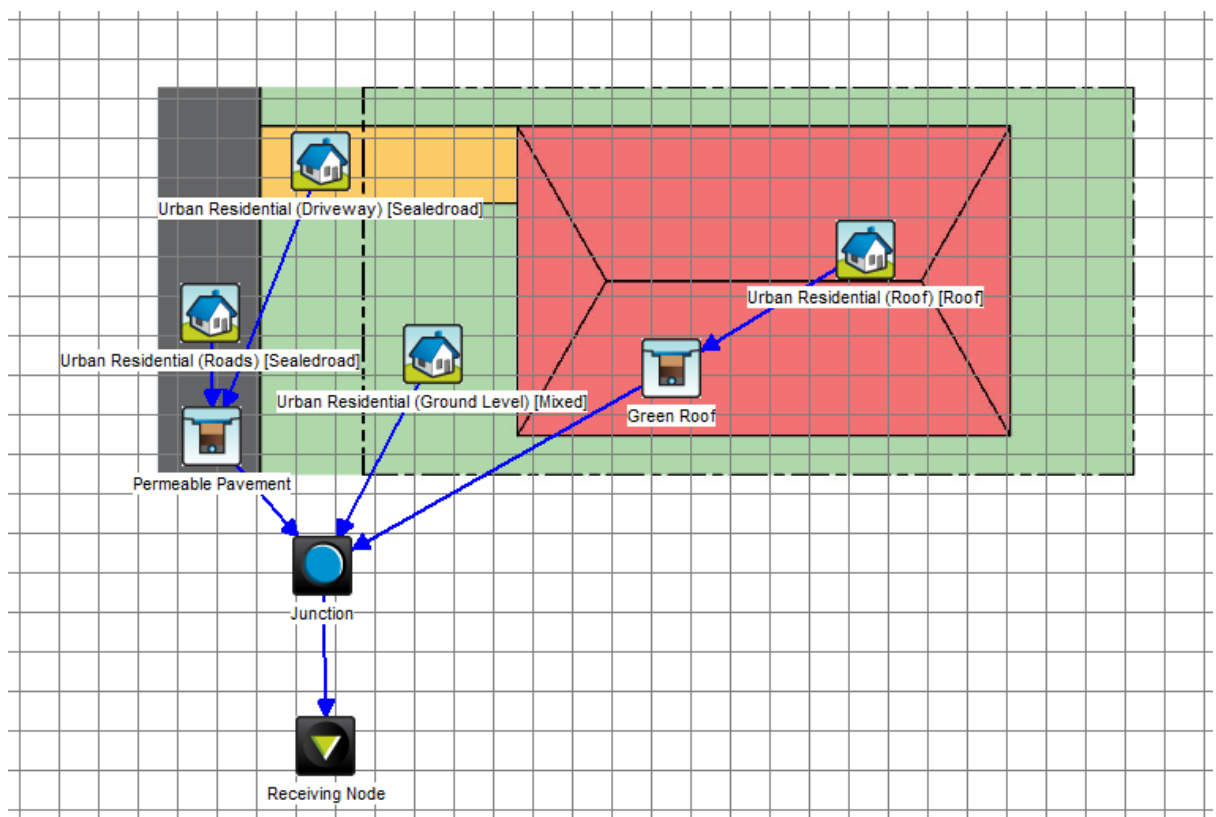 Urban Residential (Driveway) [Sealedroad]
Urban Residential (Roof) [Roof]
Urban Residential (Roads) [Sealedroad]
Urban Residential (Ground Level) [Mixed]
Green Roof
Permeable Pavement
Junction
Receiving Node